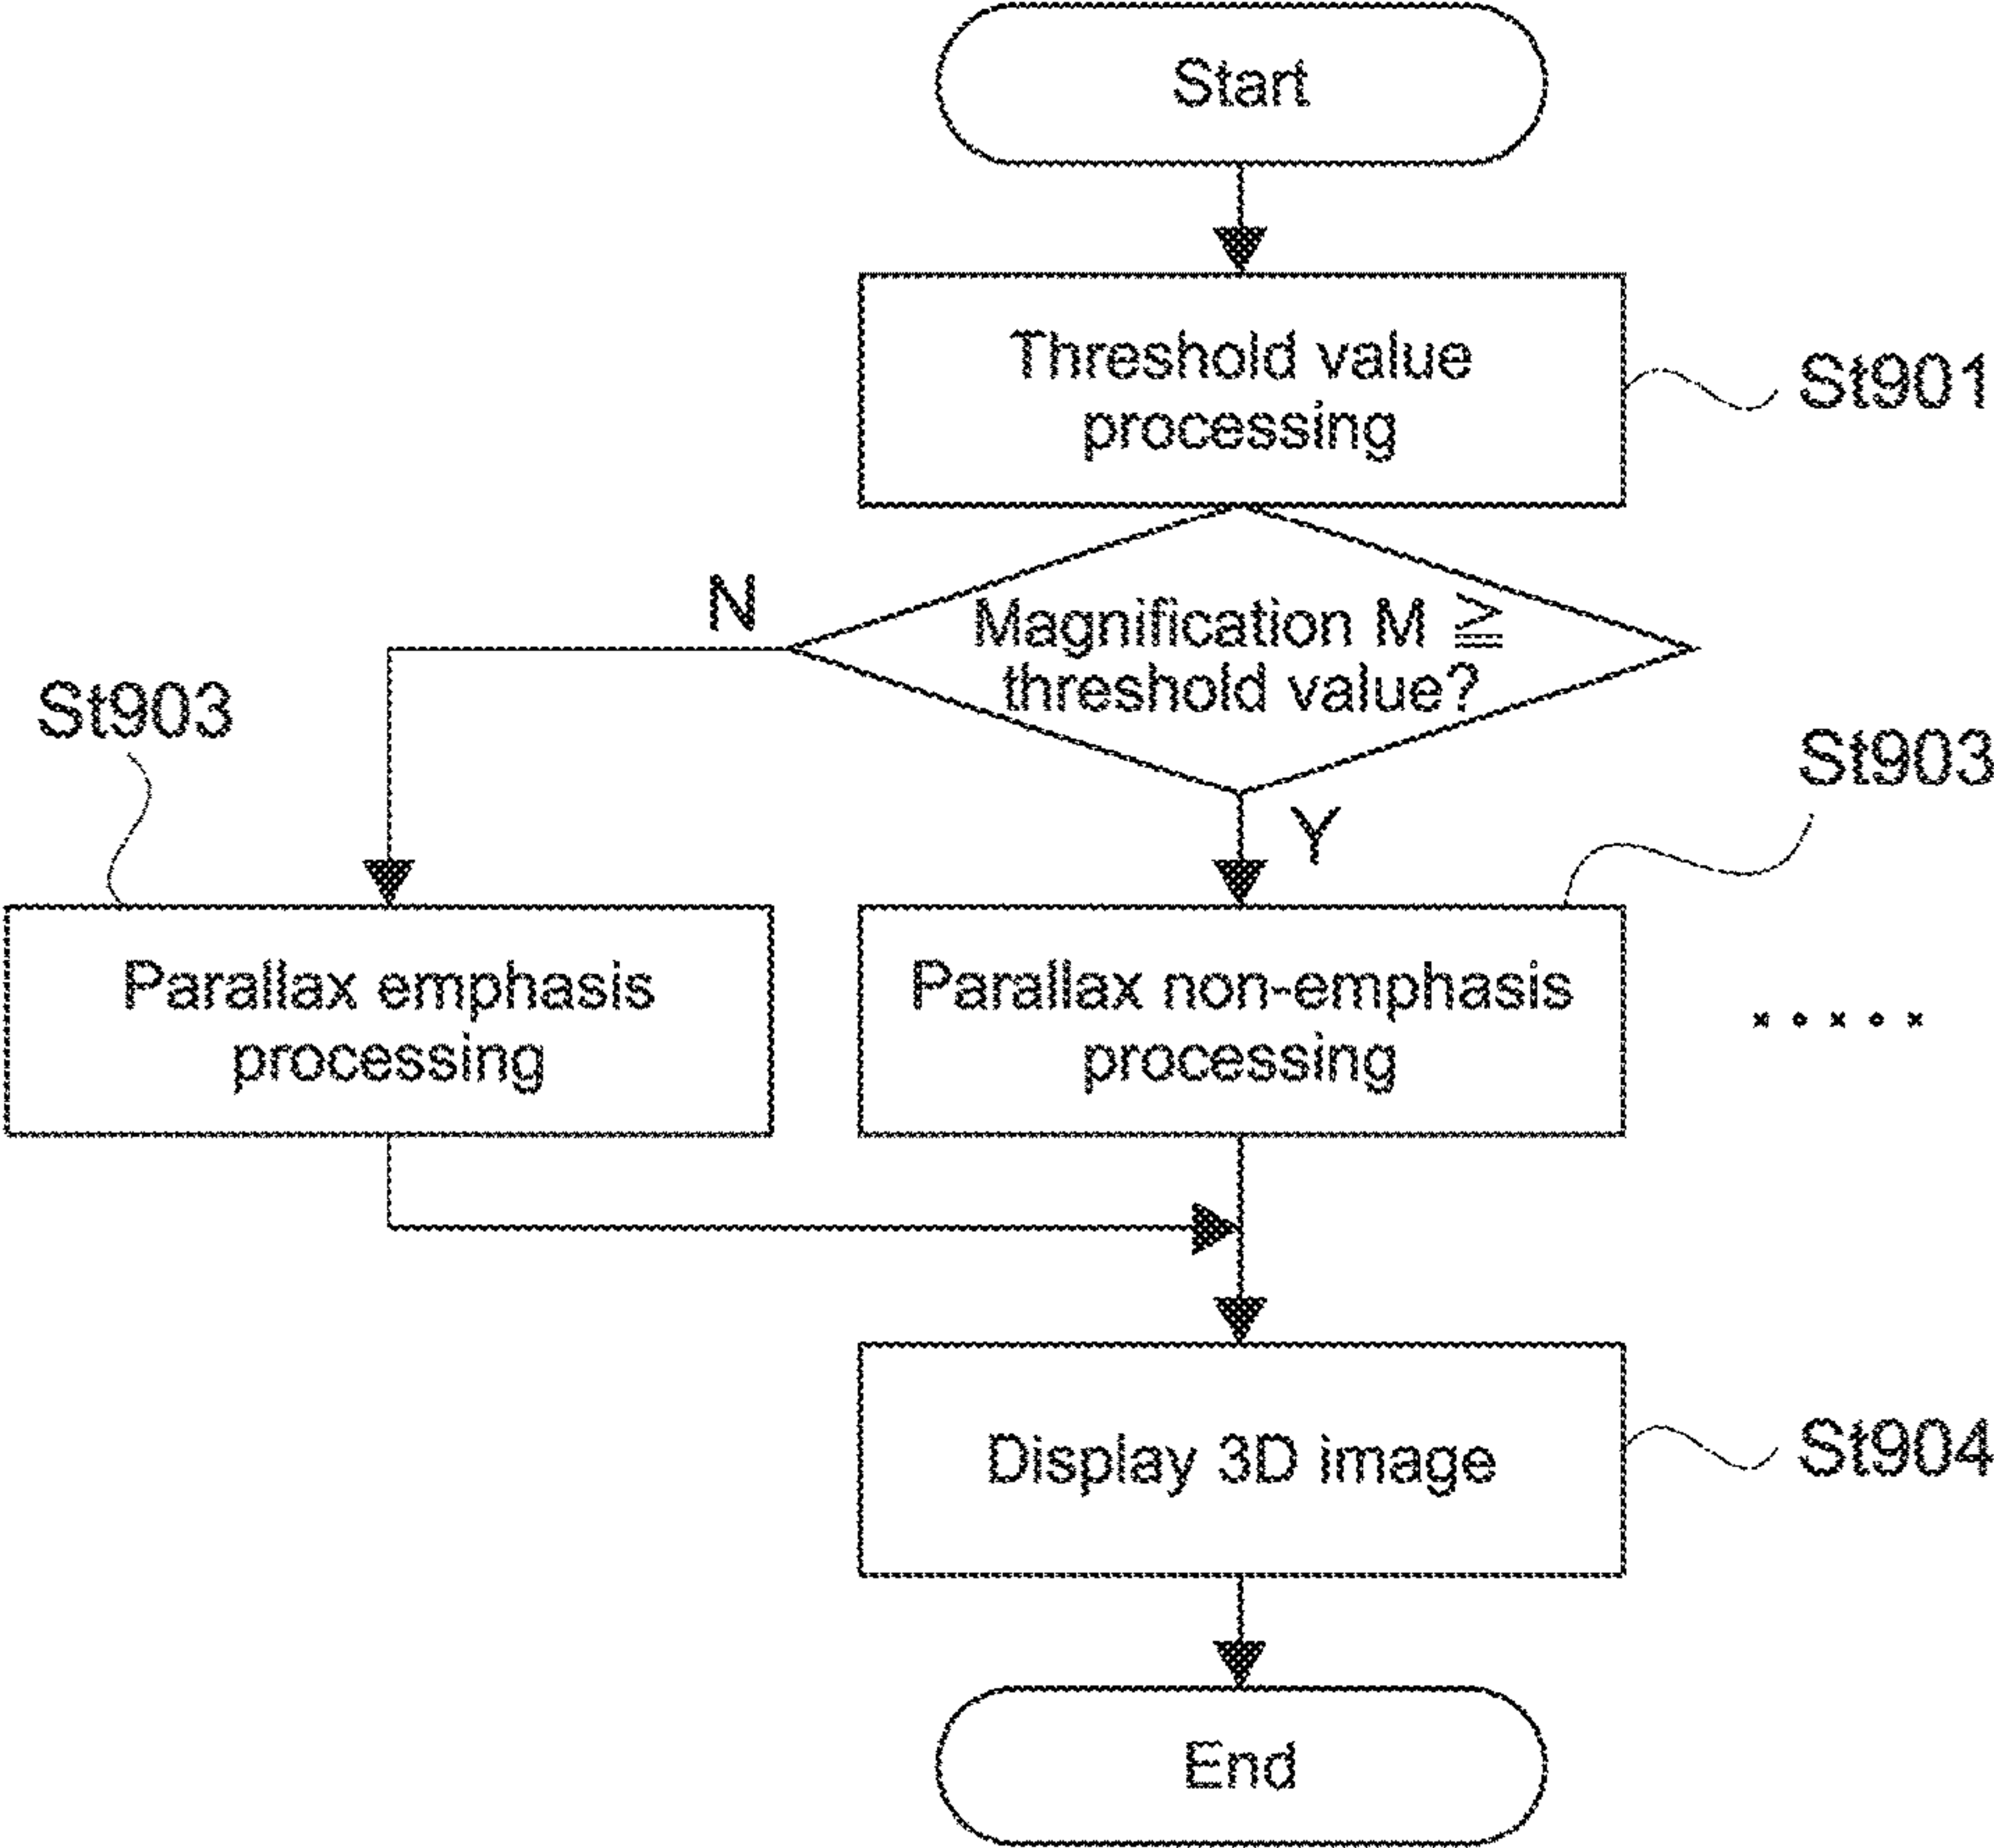 Start
Threshold value
processing
St901
N
Magnification M ≧
threshold value?
St903
St903
Y
Parallax emphasis
processing
Parallax non-emphasis
processing
Display 3D image
St904
End